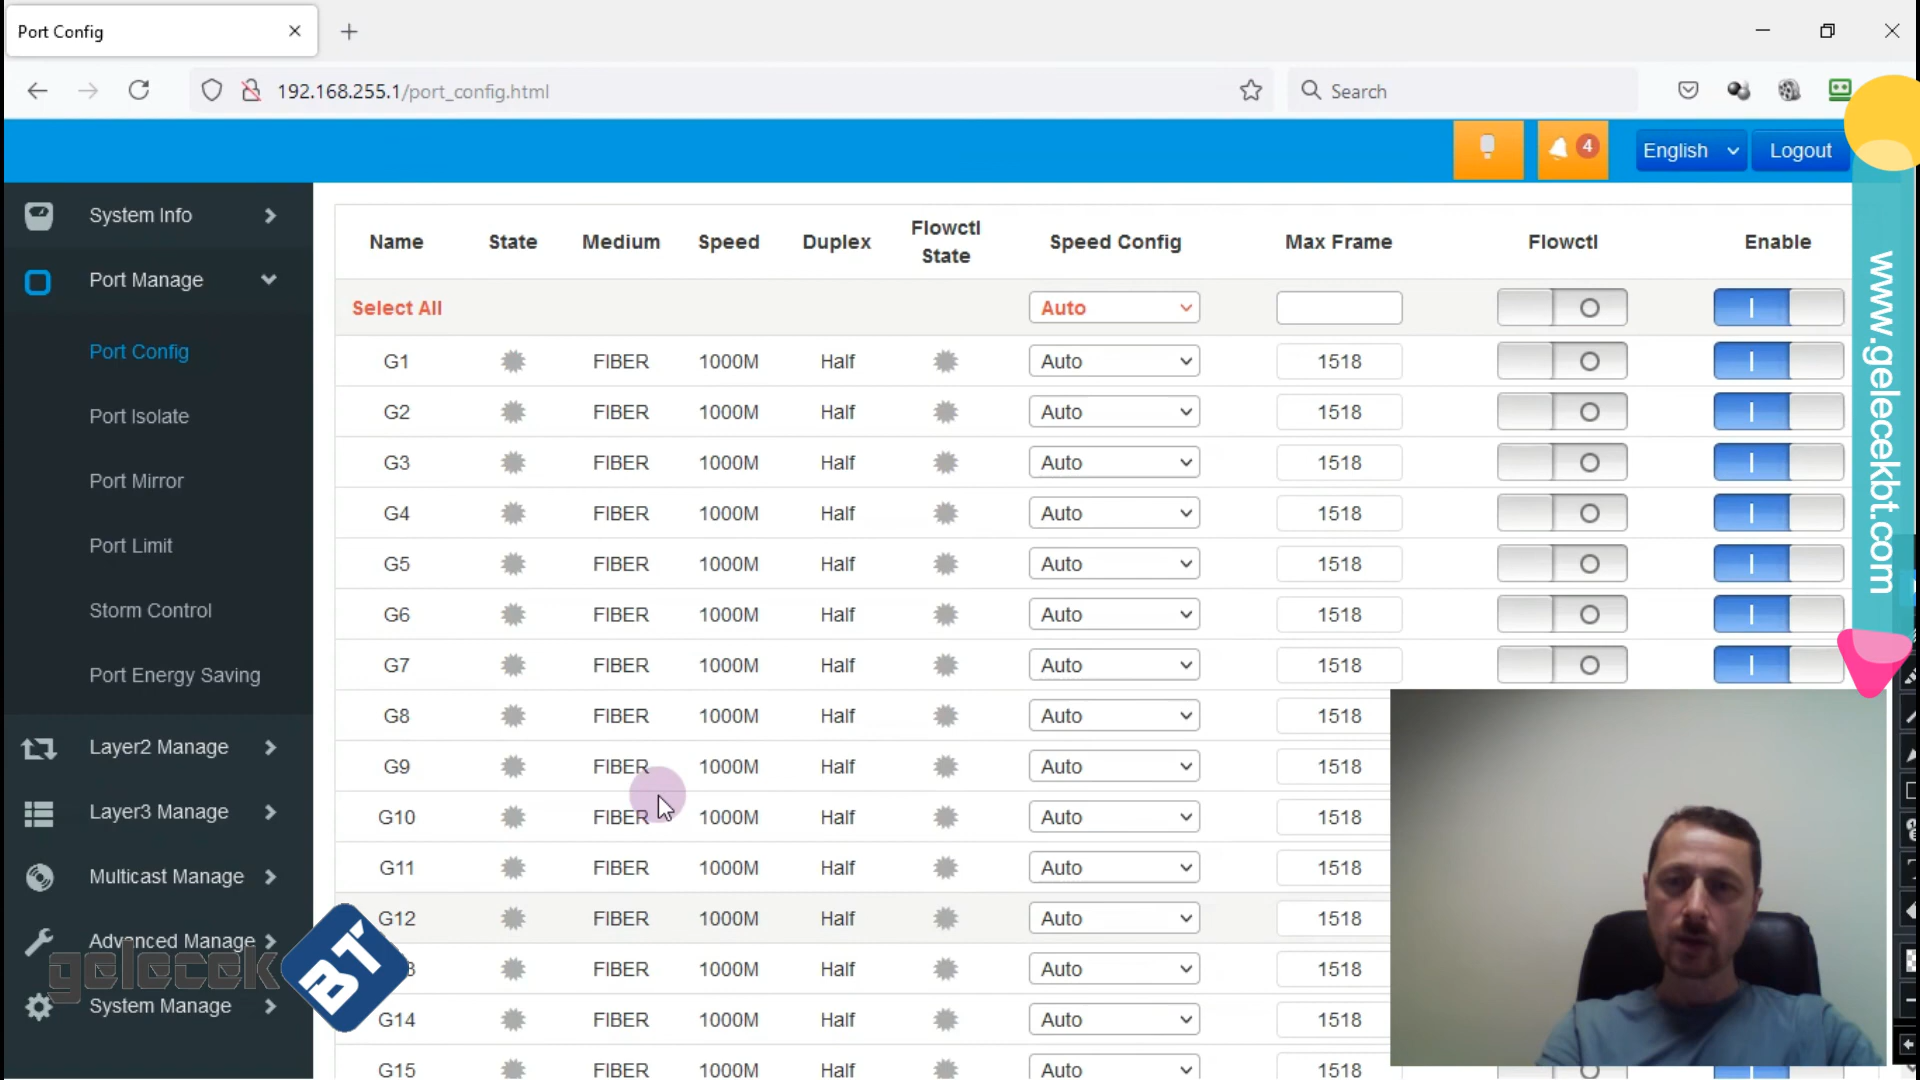 Port Config
192.168.255.1/port_config.html
Search
4
English
Logout
System Info
Port Manage
Port Config
Port Isolate
Port Mirror
Port Limit
Storm Control
Port Energy Saving
Layer2 Manage
Layer3 Manage
Multicast Manage
Advanced Manage
System Manage
Name State Medium Speed Duplex Flowctl State Speed Config Max Frame Flowctl Enable
Select All Auto
G1 FIBER 1000M Half Auto 1518
G2 FIBER 1000M Half Auto 1518
G3 FIBER 1000M Half Auto 1518
G4 FIBER 1000M Half Auto 1518
G5 FIBER 1000M Half Auto 1518
G6 FIBER 1000M Half Auto 1518
G7 FIBER 1000M Half Auto 1518
G8 FIBER 1000M Half Auto 1518
G9 FIBER 1000M Half Auto 1518
G10 FIBER 1000M Half Auto 1518
G11 FIBER 1000M Half Auto 1518
G12 FIBER 1000M Half Auto 1518
3 FIBER 1000M Half Auto 1518
G14 FIBER 1000M Half Auto 1518
G15 FIBER 1000M Half Auto 1518
gelecek BT
www.gelecekbt.com